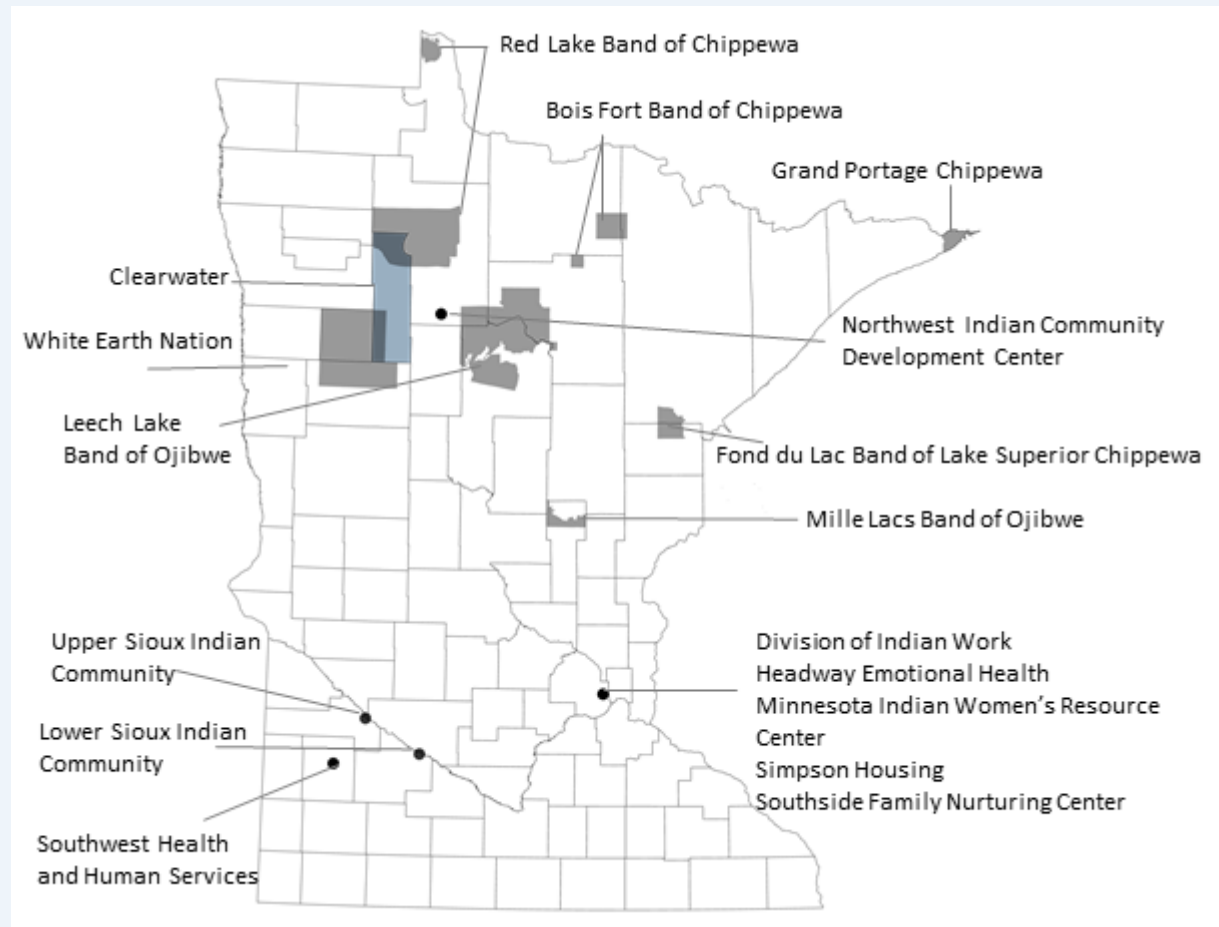 Red Lake Band of Chippewa
Bois Fort Band of Chippewa
Grand Portage Chippewa
Clearwater
White Earth Nation
Northwest Indian Community
Development Center
Leech Lake
Band of Ojibwe
Fond du Lac Band of Lake Superior Chippewa
Mille Lacs Band of Ojibwe
Upper Sioux Indian
Community
Lower Sioux Indian
Community
Division of Indian Work
Headway Emotional Health
Minnesota Indian Women’s Resource
Center
Simpson Housing
Southside Family Nurturing Center
Southwest Health
and Human Services